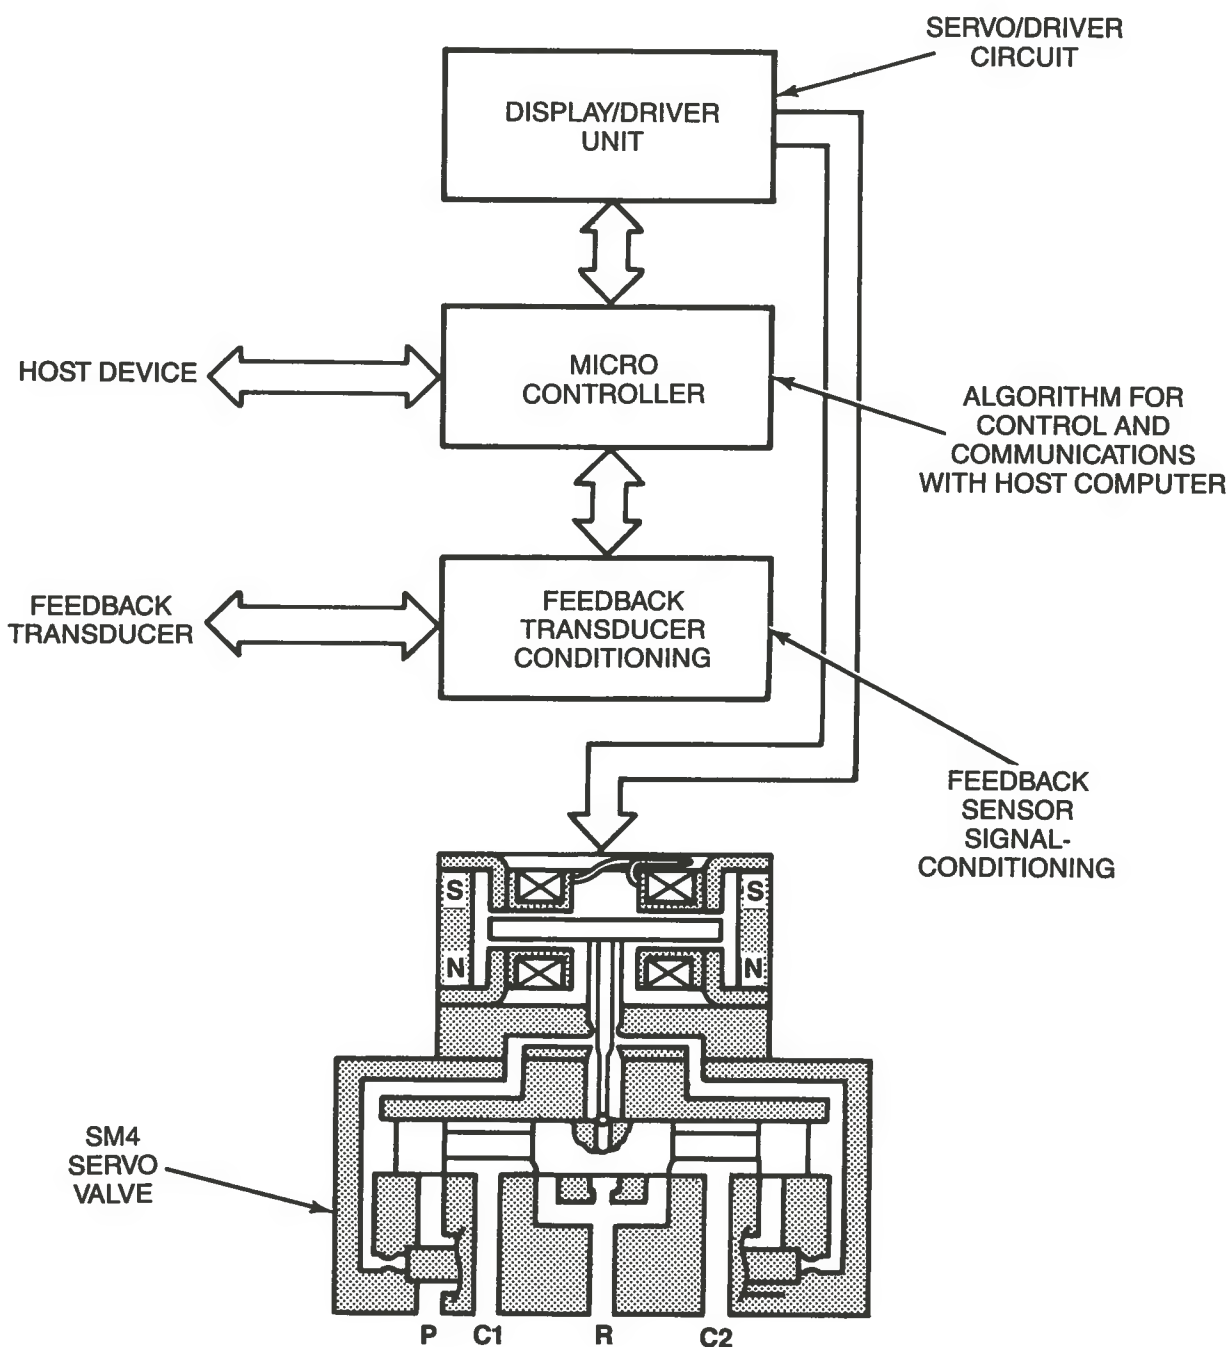 SERVO/DRIVER
CIRCUIT
DISPLAY/DRIVER
UNIT
HOST DEVICE
MICRO
CONTROLLER
ALGORITHM FOR
CONTROL AND
COMMUNICATIONS
WITH HOST COMPUTER
FEEDBACK
TRANSDUCER
FEEDBACK
TRANSDUCER
CONDITIONING
FEEDBACK
SENSOR
SIGNAL-
CONDITIONING
S
S
N
N
SM4
SERVO
VALVE
P
C1
R
C2